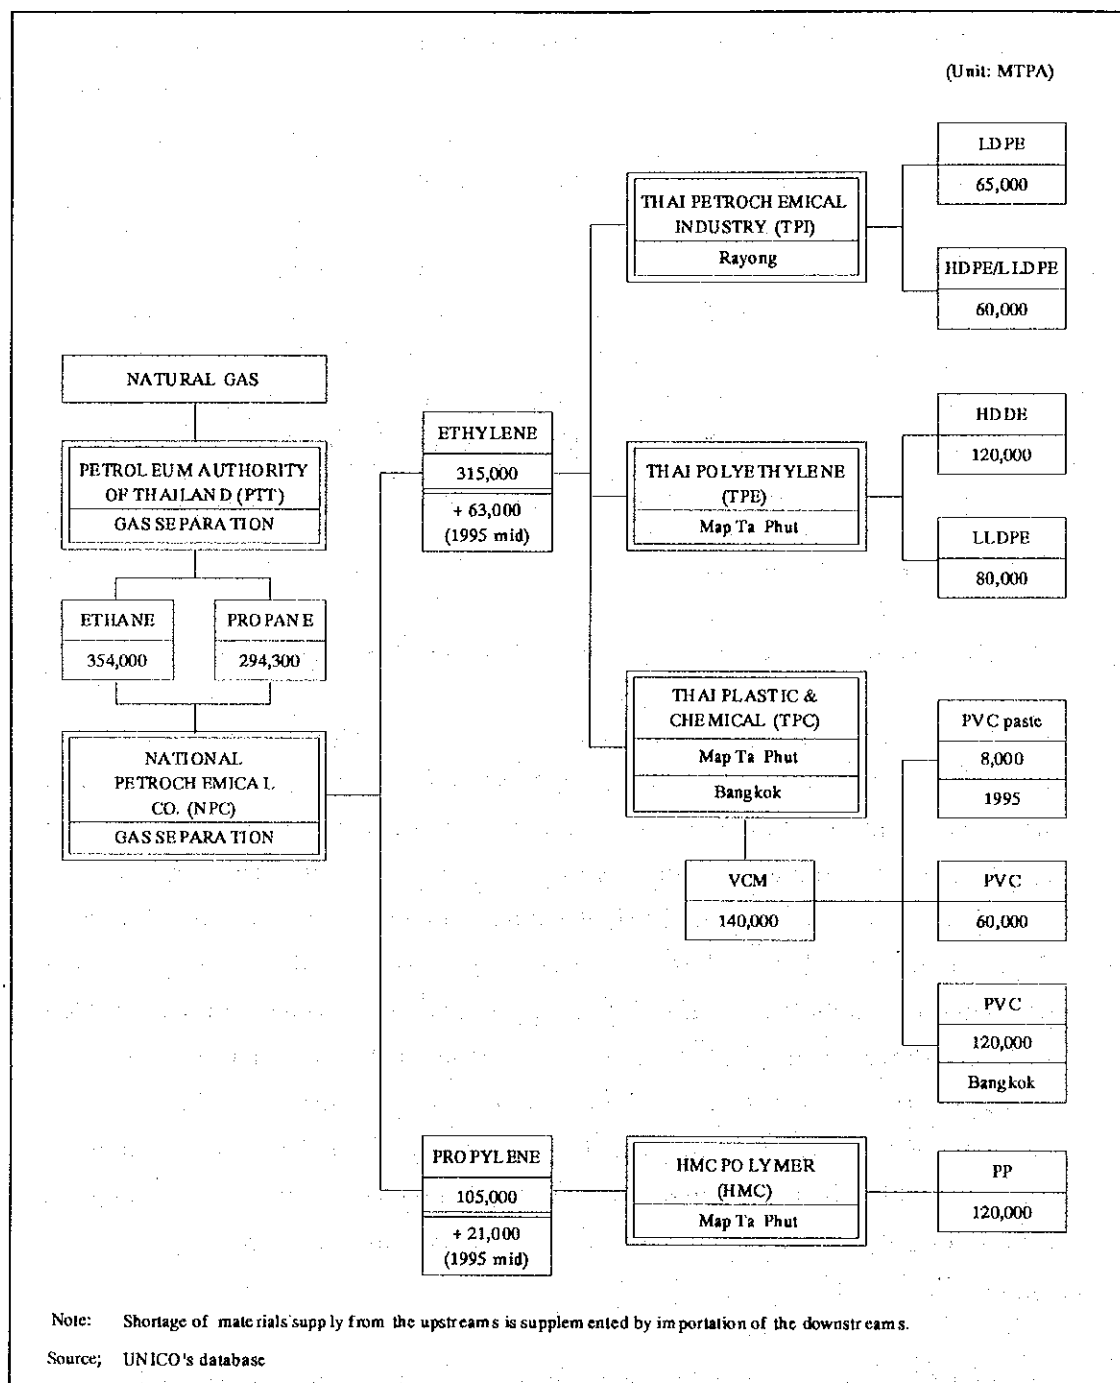 (Unit: MTPA)
LDPE
65,000
THAI PETROCHEMICAL
INDUSTRY (TPI)
Rayong
HDPE/LLDPE
60,000
NATURAL GAS
PETROLEUM AUTHORITY
OF THAILAND (PTT)
GAS SEPARATION
ETHANE
354,000
PROPANE
294,300
NATIONAL
PETROCHEMICAL
CO. (NPC)
GAS SEPARATION
ETHYLENE
315,000
+ 63,000
(1995 mid)
THAI POLYETHYLENE
(TPE)
Map Ta Phut
HDDE
120,000
LLDPE
80,000
THAI PLASTIC &
CHEMICAL (TPC)
Map Ta Phut
Bangkok
VCM
140,000
PVC paste
8,000
1995
PVC
60,000
PVC
120,000
Bangkok
PROPYLENE
105,000
+ 21,000
(1995 mid)
HMC POLYMER
(HMC)
Map Ta Phut
PP
120,000
Note: Shortage of materials supply from the upstreams is supplemented by importation of the downstreams.
Source; UNICO's database